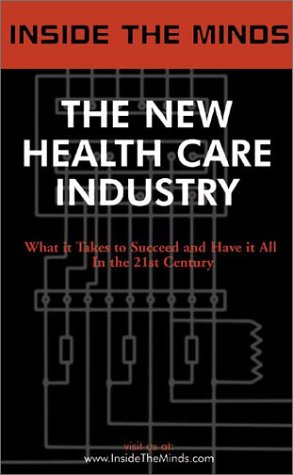 INSIDE THE MINDS
THE NEW
HEALTH CARE
INDUSTRY
What it Takes to Succeed and Have it All
In the 21st Century
visit us at:
www.InsideTheMinds.com